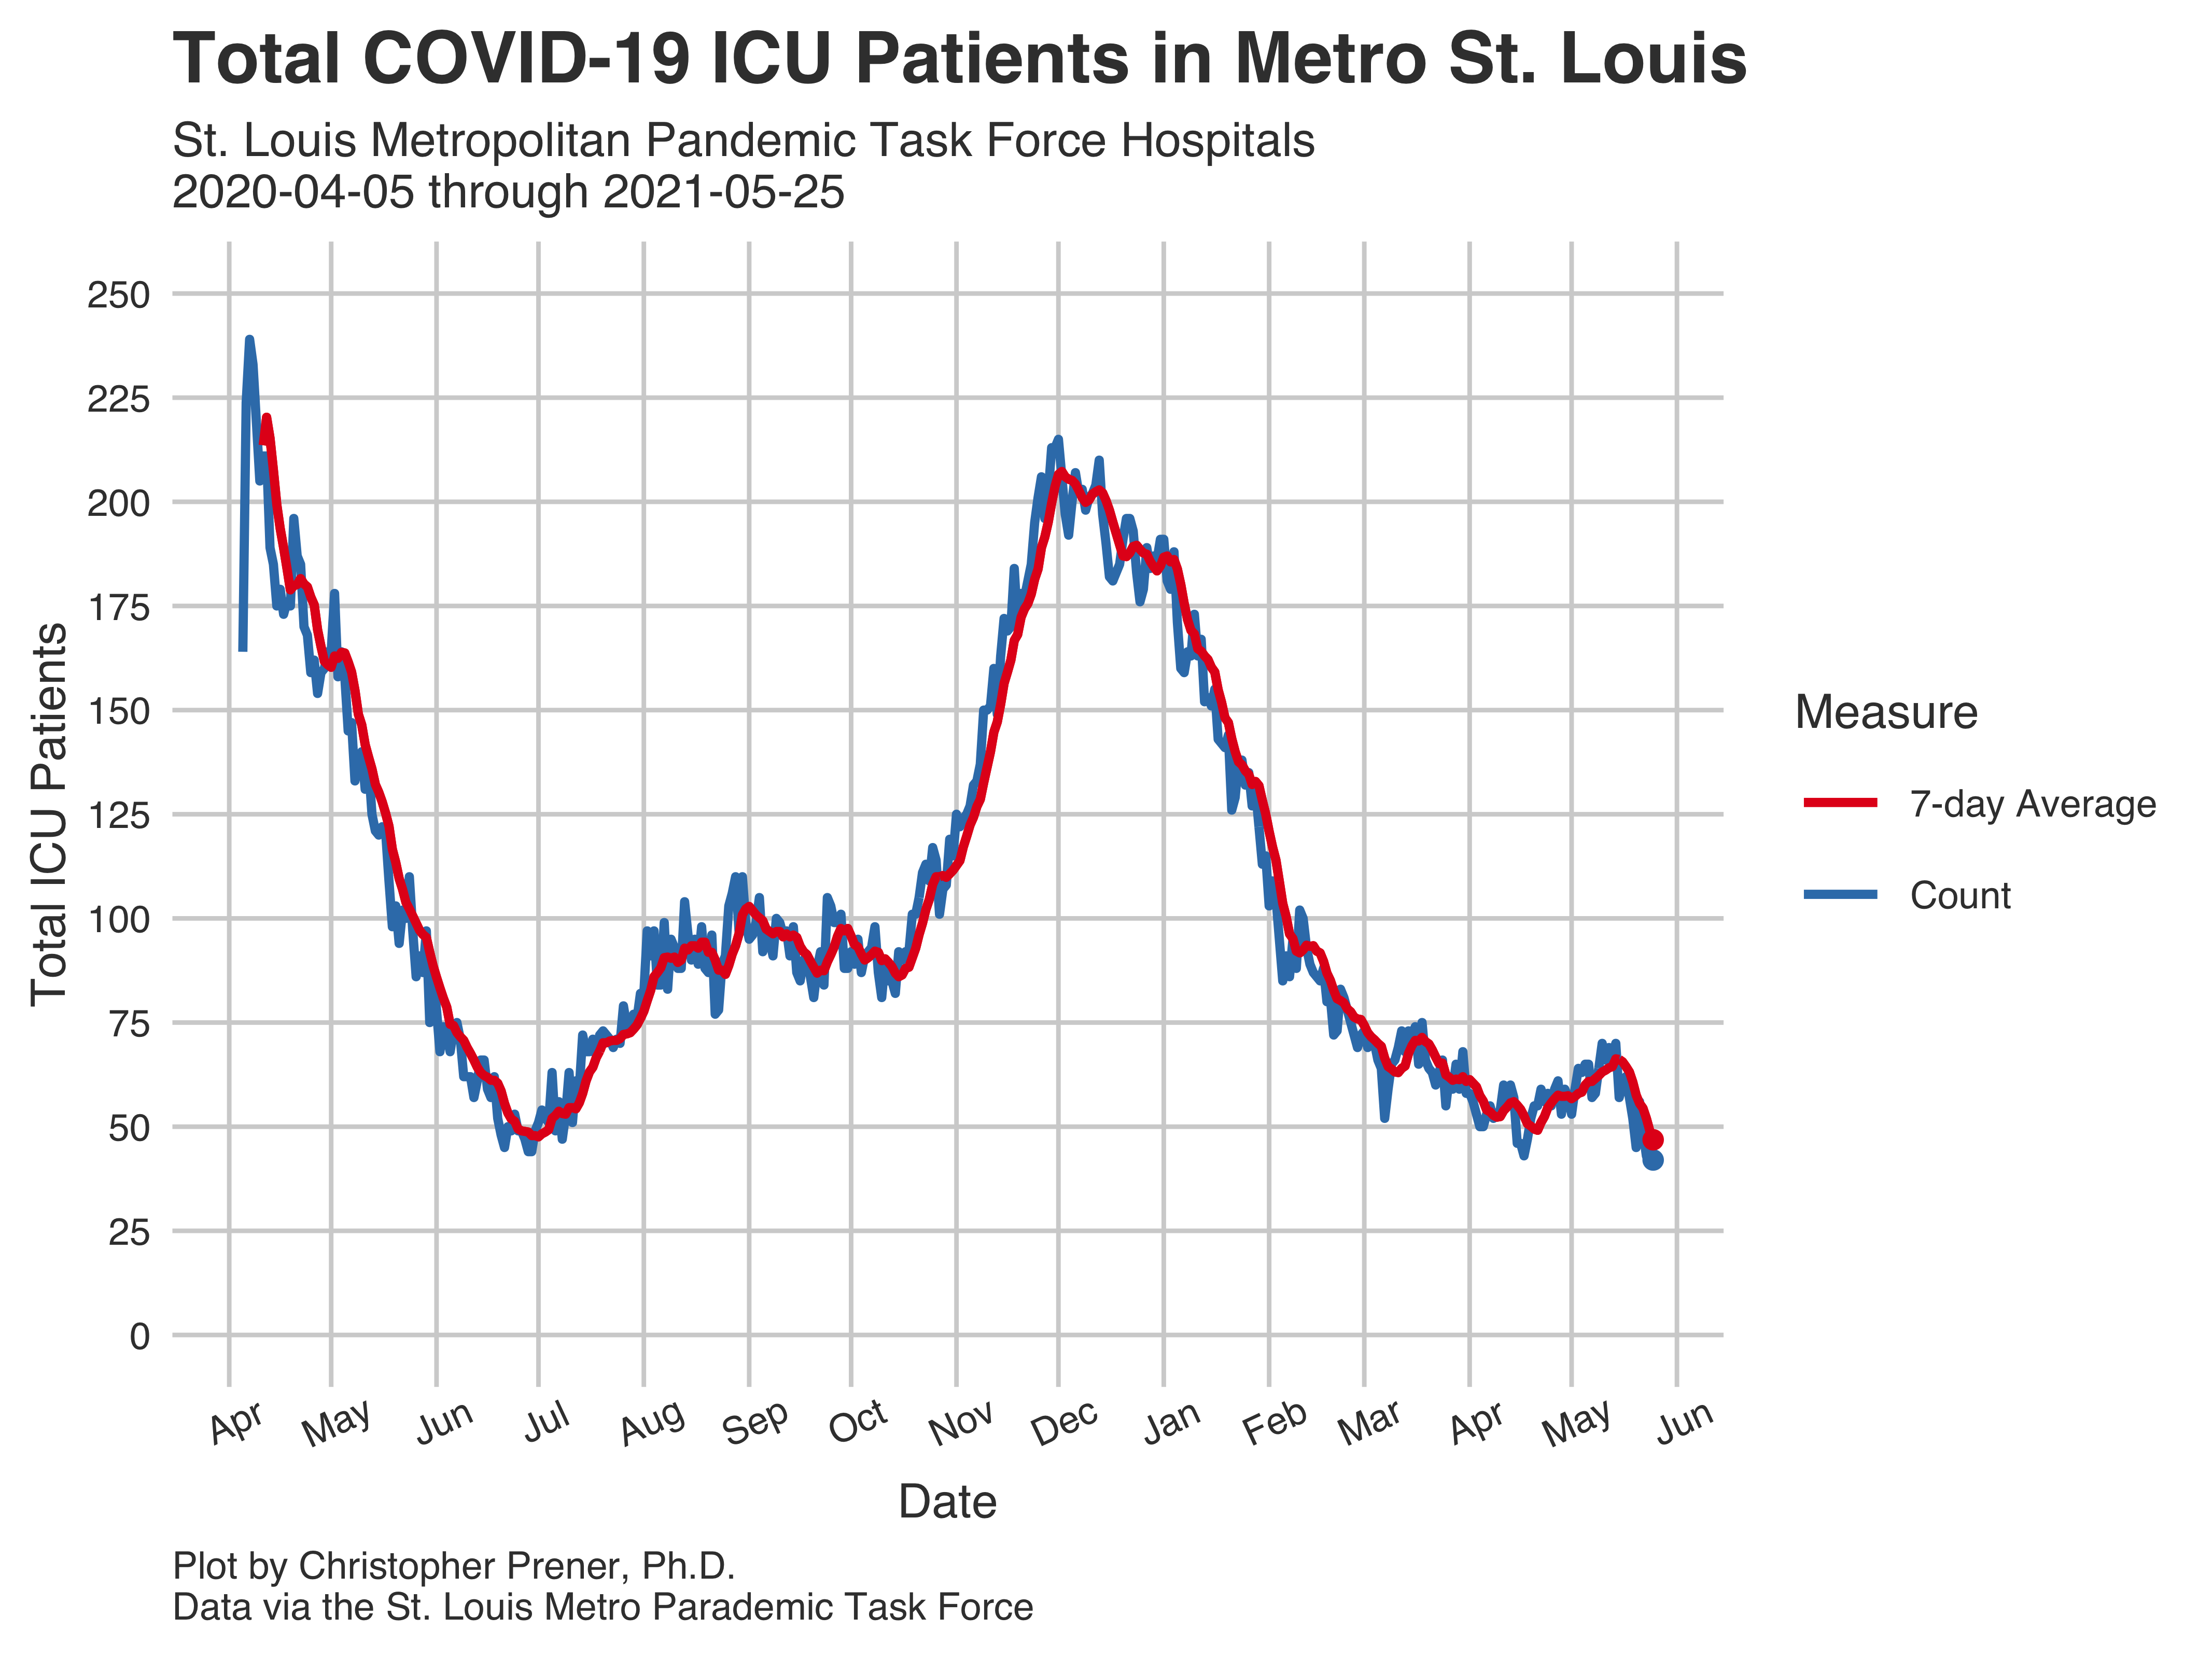 Total COVID-19 ICU Patients in Metro St. Louis
St. Louis Metropolitan Pandemic Task Force Hospitals
2020-04-05 through 2021-05-25
250
225
200
175
150
125
100
75
50
25
0
Total ICU Patients
Apr
May
Jun
Jul
Aug
Sep
Oct
Nov
Dec
Jan
Feb
Mar
Apr
May
Jun
Date
Measure
7-day Average
Count
Plot by Christopher Prener, Ph.D.
Data via the St. Louis Metro Parademic Task Force